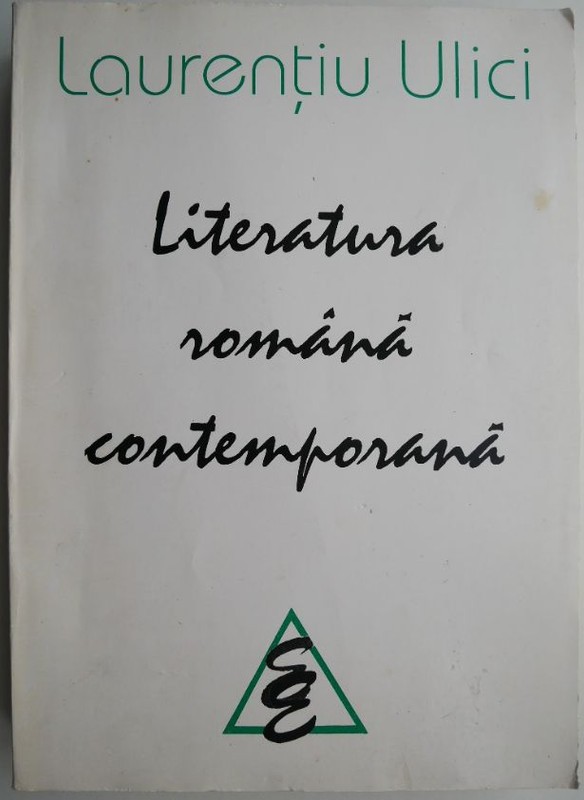 Laurențiu Ulici
Literatura
română
contemporană